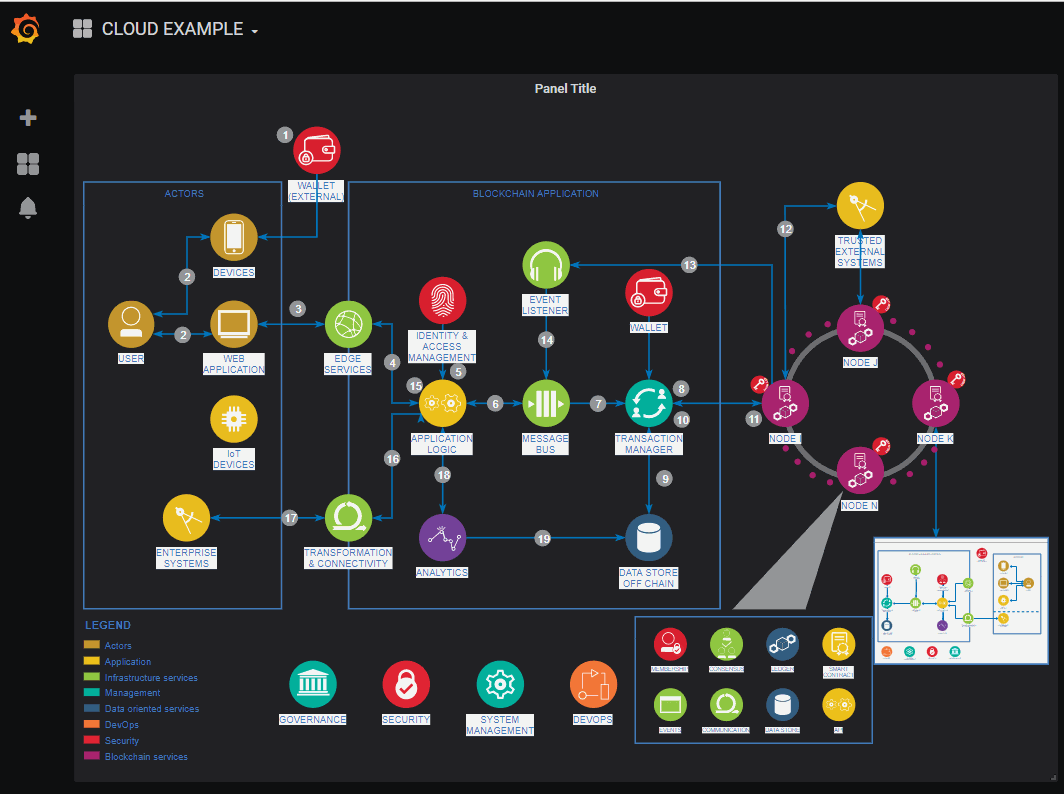 CLOUD EXAMPLE
Panel Title
1
WALLET
(EXTERNAL)
ACTORS
BLOCKCHAIN APPLICATION
DEVICES
2
USER
2
WEB
APPLICATION
3
IoT
DEVICES
ENTERPRISE
SYSTEMS
17
EDGE
SERVICES
4
IDENTITY &
ACCESS
MANAGEMENT
5
15
APPLICATION
LOGIC
6
16
18
TRANSFORMATION
& CONNECTIVITY
ANALYTICS
19
EVENT
LISTENER
14
MESSAGE
BUS
7
WALLET
8
10
TRANSACTION
MANAGER
9
DATA STORE
OFF CHAIN
13
12
TRUSTED
EXTERNAL
SYSTEMS
NODE J
11
NODE I
NODE K
NODE N
LEGEND
Actors
Application
Infrastructure services
Management
Data oriented services
DevOps
Security
Blockchain services
GOVERNANCE
SECURITY
SYSTEM
MANAGEMENT
DEVOPS
MEMBERSHIP
CONSENSUS
LEDGER
SMART
CONTRACT
EVENTS
COMMUNICATION
DATA STORE
API